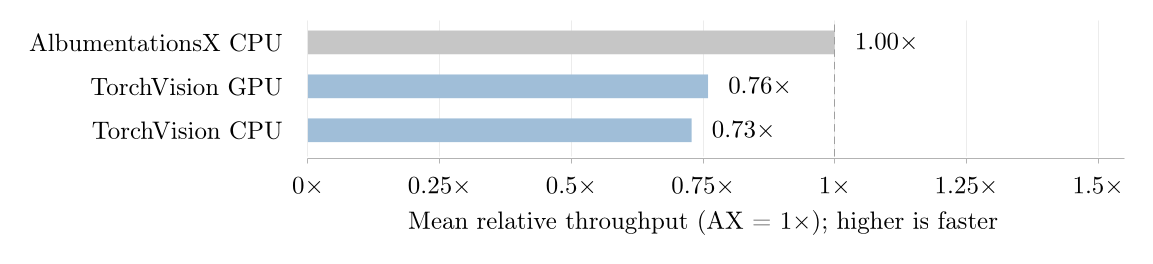 AlbumentationsX CPU 1.00×
TorchVision GPU 0.76×
TorchVision CPU 0.73×
0× 0.25× 0.5× 0.75× 1× 1.25× 1.5×
Mean relative throughput (AX = 1×); higher is faster